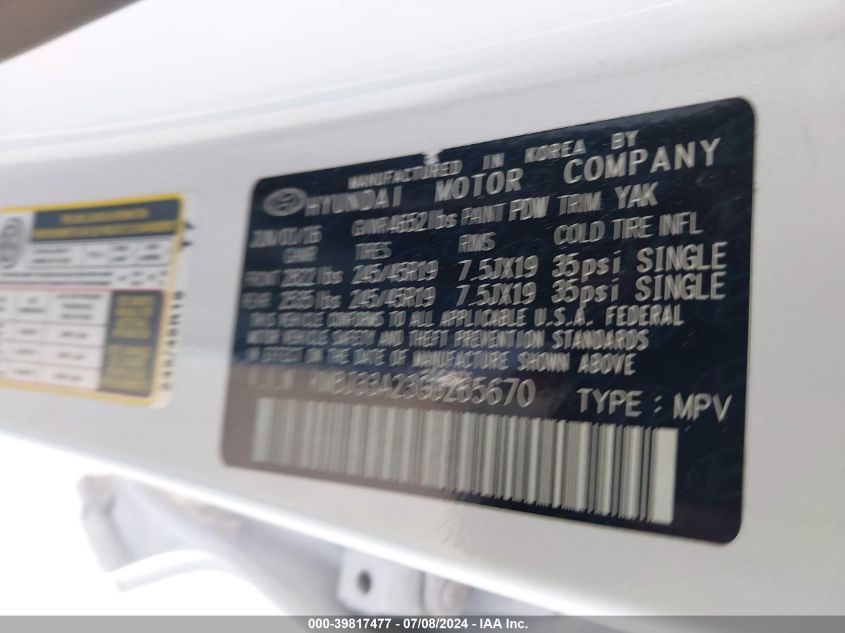 MANUFACTURED IN KOREA BY
HYUNDAI MOTOR COMPANY
JUN/01/15 GVWR 4652 lbs PAINT PDW TRIM YAK
GAWR TIRES RIMS COLD TIRE INFL
FRONT 2822 lbs 245/45R19 7.5JX19 35psi SINGLE
REAR lbs 245/45R19 7.5JX19 35psi SINGLE
THIS VEHICLE CONFORMS TO ALL APPLICABLE U.S.A. FEDERAL
MOTOR VEHICLE SAFETY AND THEFT PREVENTION STANDARDS
IN EFFECT ON THE DATE OF MANUFACTURE SHOWN ABOVE
V.I.N TYPE : MPV
000-39817477 - 07/08/2024 - IAA Inc.